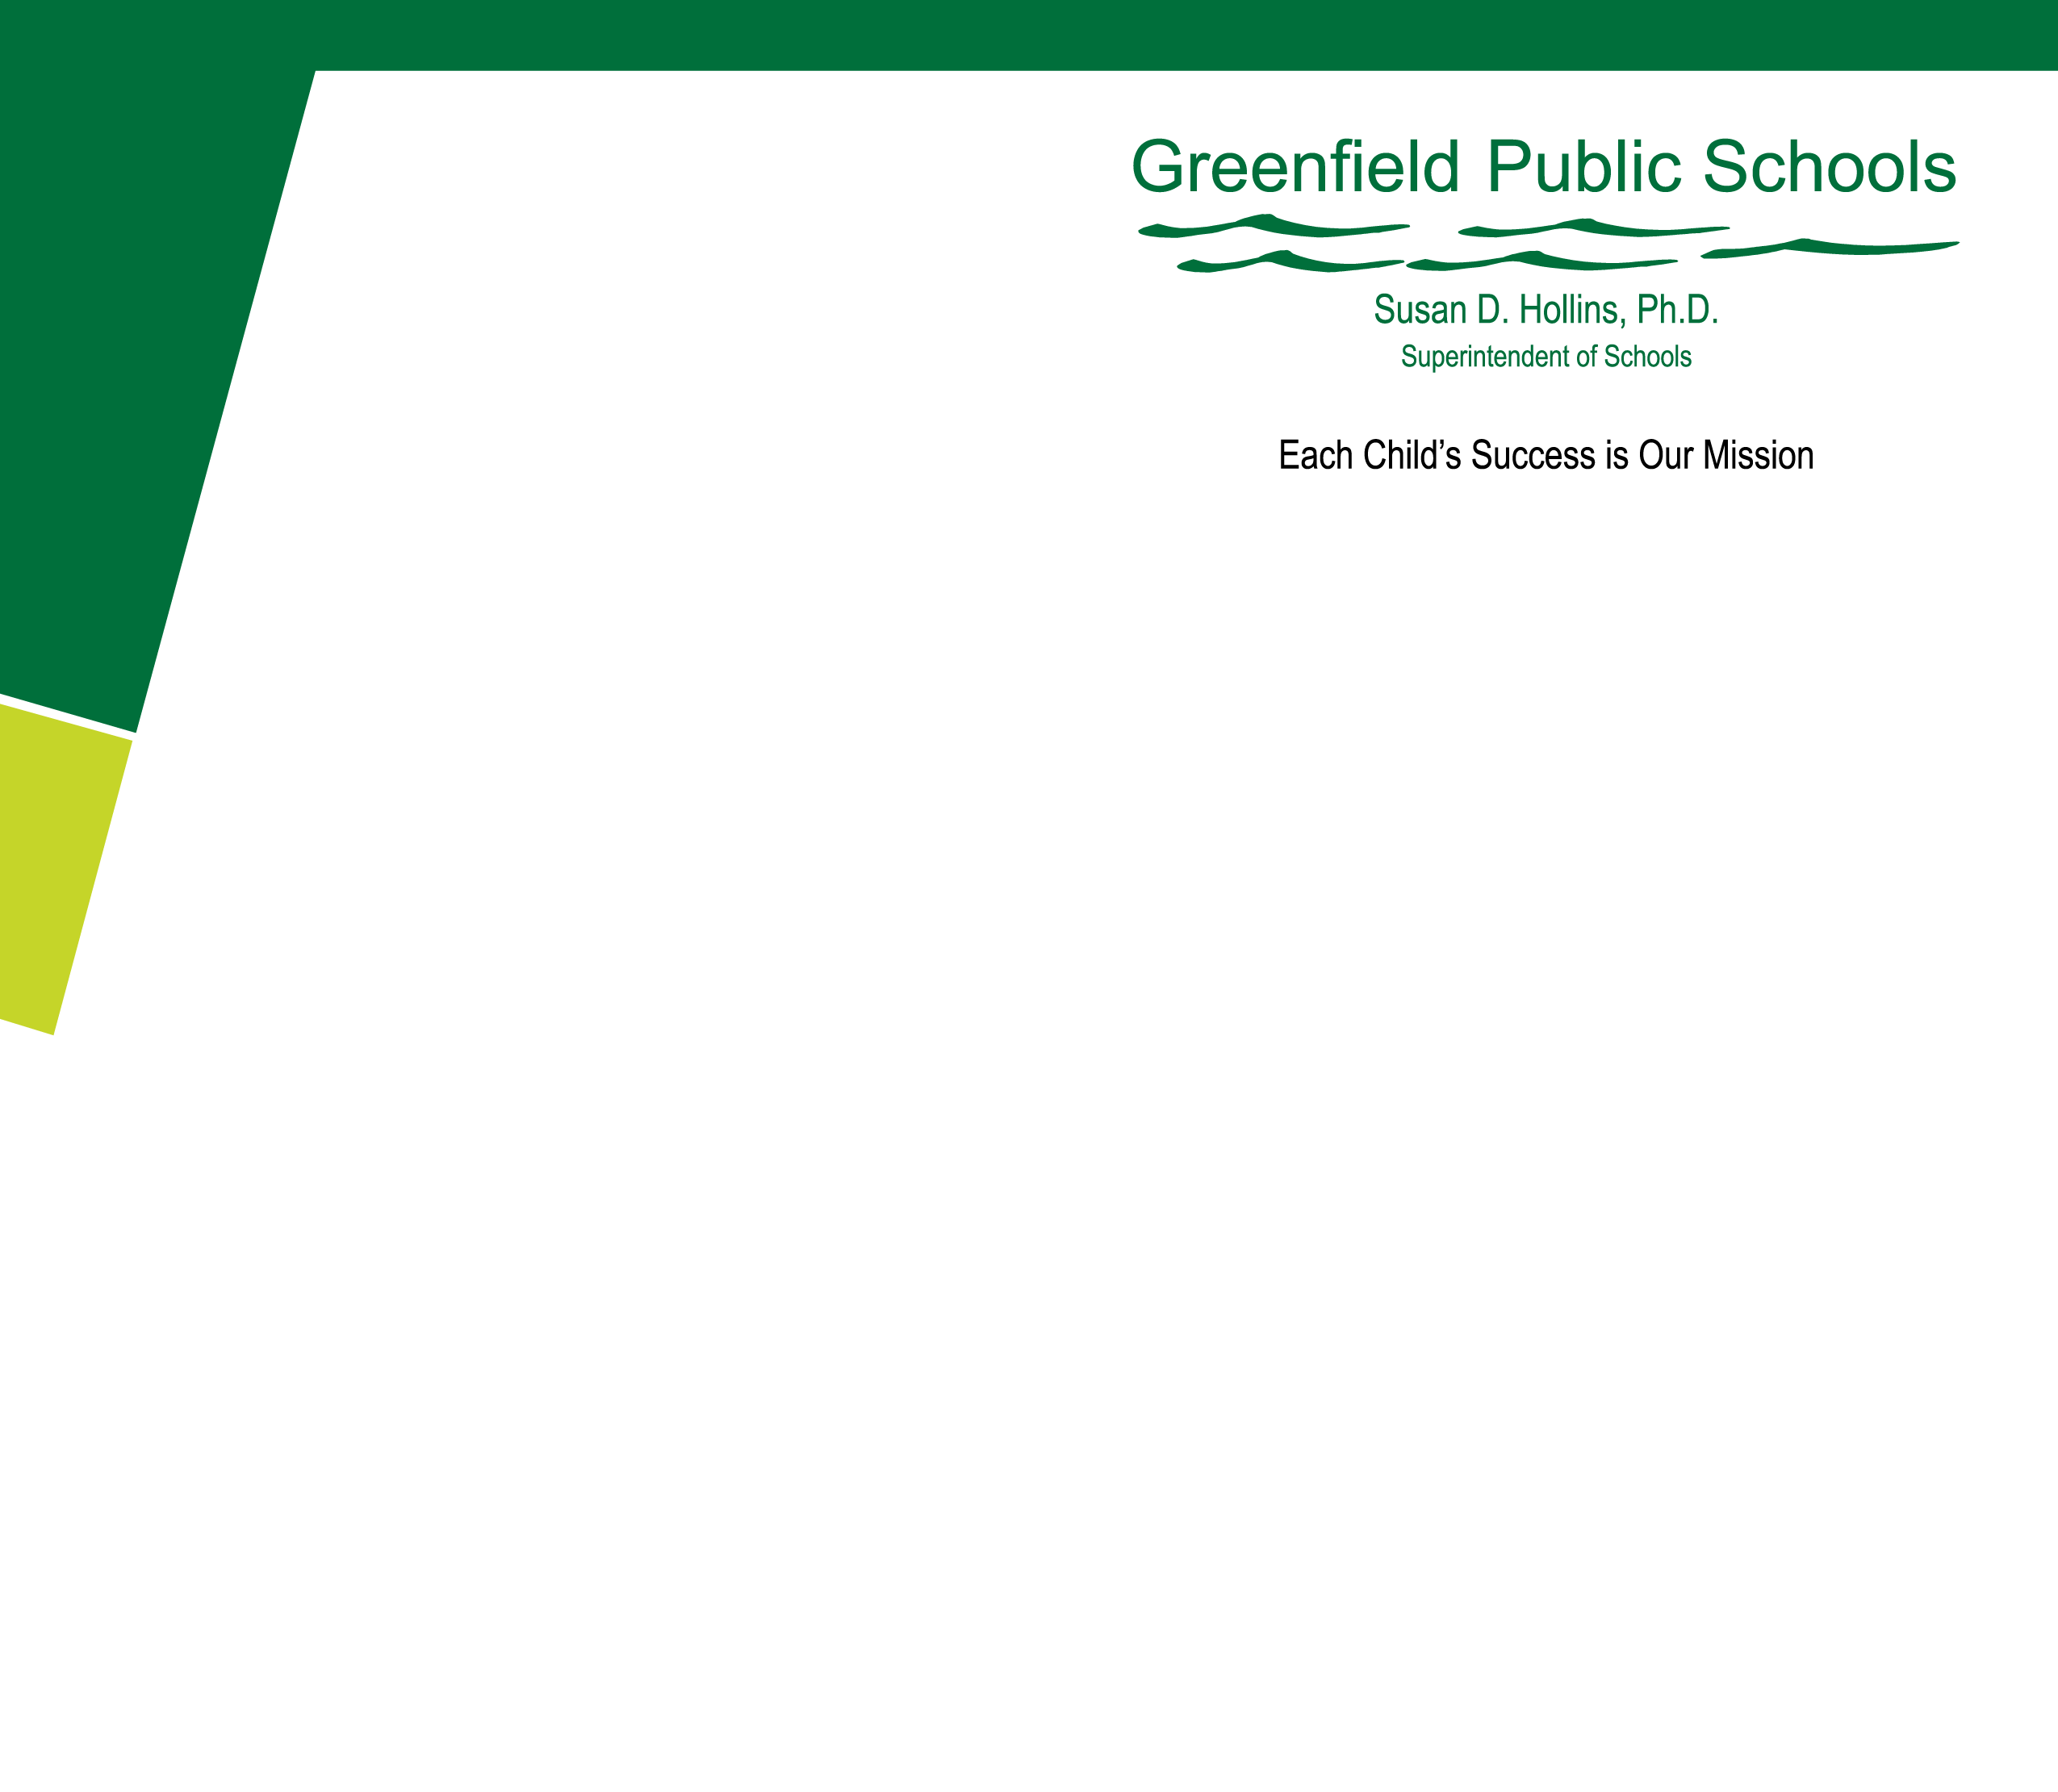 Greenfield Public Schools
Susan D. Hollins, Ph.D.
Superintendent of Schools
Each Child’s Success is Our Mission